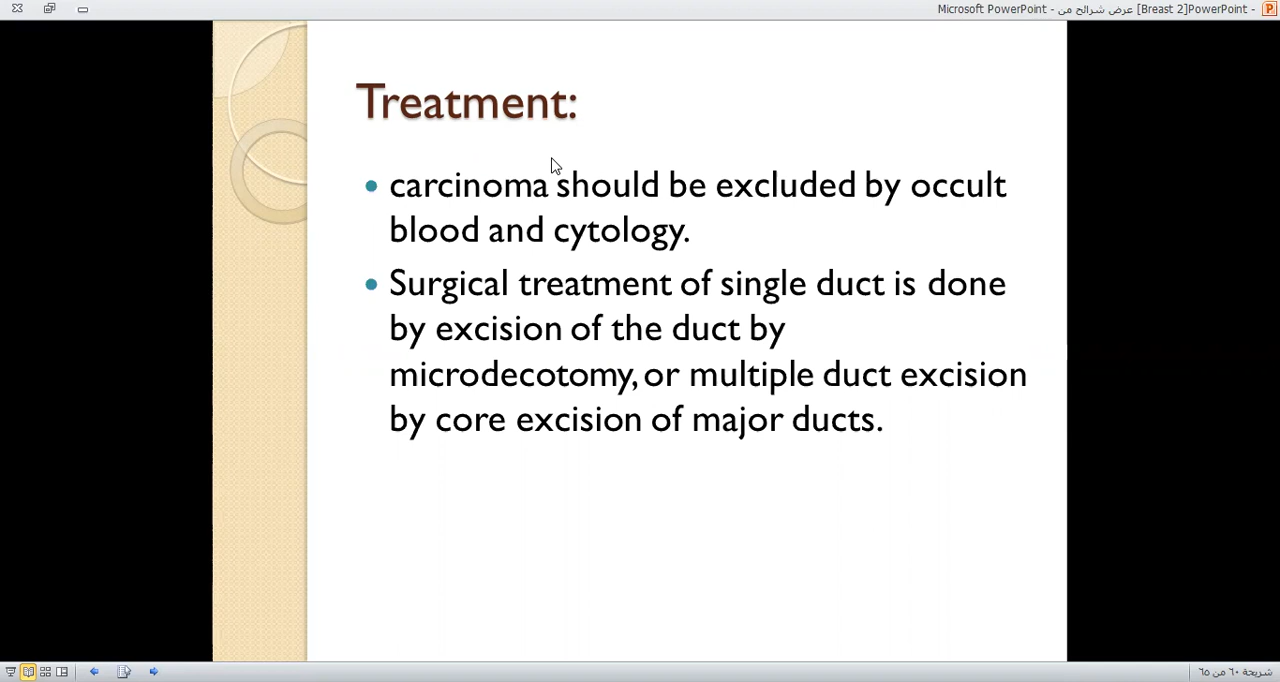 Microsoft PowerPoint - عرض شرائح من [Breast 2]PowerPoint -
Treatment:
carcinoma should be excluded by occult
blood and cytology.
Surgical treatment of single duct is done
by excision of the duct by
microdecotomy, or multiple duct excision
by core excision of major ducts.
شريحة ٦٠ من ٦٥